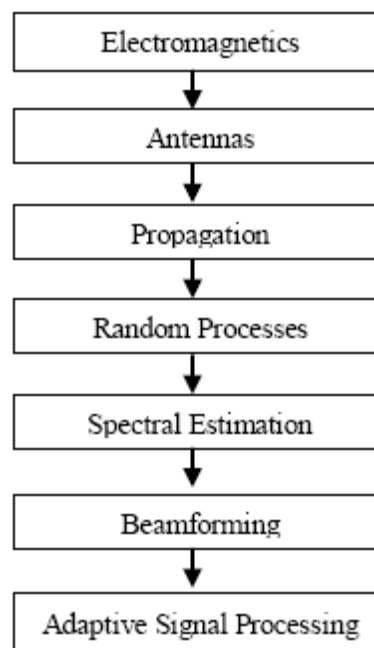 Electromagnetics
Antennas
Propagation
Random Processes
Spectral Estimation
Beamforming
Adaptive Signal Processing